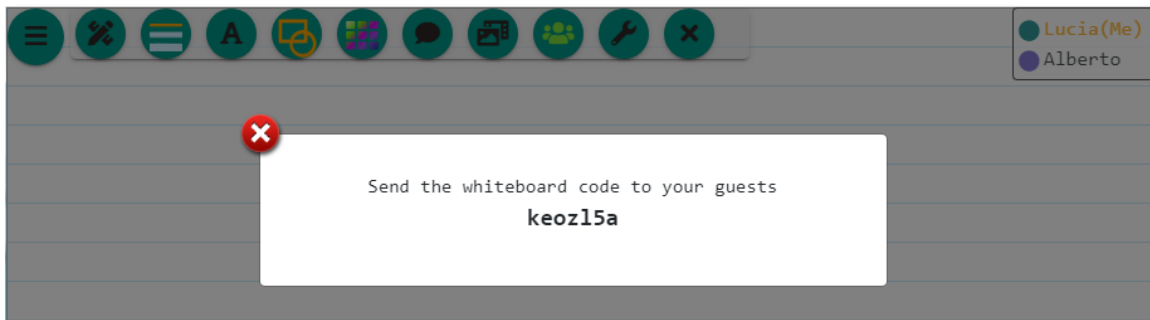 A
Lucia(Me)
Alberto
Send the whiteboard code to your guests
keozl5a